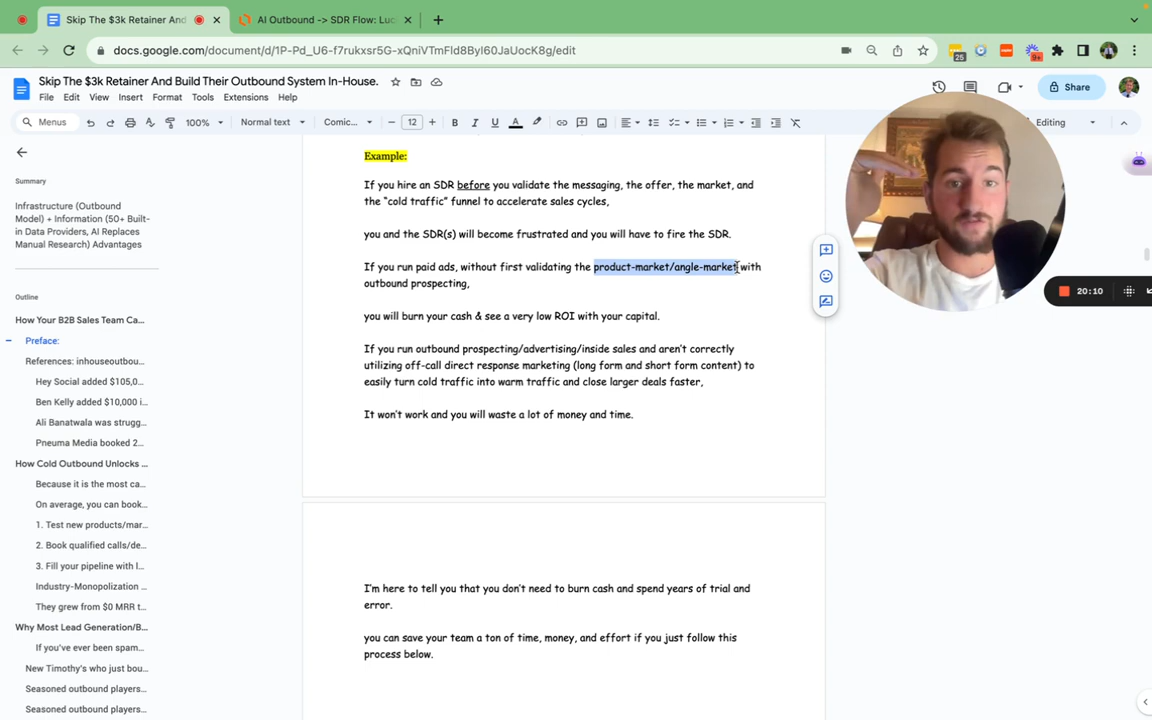 Skip The $3k Retainer And
AI Outbound -> SDR Flow: Luc
docs.google.com/document/d/1P-Pd_U6-f7rukxsr5G-xQniVTmFld8Byl60JaUocK8g/edit
25
9+
Skip The $3k Retainer And Build Their Outbound System In-House.
File Edit View Insert Format Tools Extensions Help
Share
Menus
100%
Normal text
Comic...
12
B I U A
Editing
Summary
Infrastructure (Outbound
Model) + Information (50+ Built-
in Data Providers, AI Replaces
Manual Research) Advantages
Outline
How Your B2B Sales Team Ca...
Preface:
References: inhouseoutbou...
Hey Social added $105,0...
Ben Kelly added $10,000 i...
Ali Banatwala was strugg...
Pneuma Media booked 2...
How Cold Outbound Unlocks ...
Because it is the most ca...
On average, you can book...
1. Test new products/mar...
2. Book qualified calls/de...
3. Fill your pipeline with l...
Industry-Monopolization ...
They grew from $0 MRR t...
Why Most Lead Generation/B...
If you've ever been spam...
New Timothy's who just bou...
Seasoned outbound players...
Seasoned outbound players...
Example:
If you hire an SDR before you validate the messaging, the offer, the market, and
the “cold traffic” funnel to accelerate sales cycles,
you and the SDR(s) will become frustrated and you will have to fire the SDR.
If you run paid ads, without first validating the product-market/angle-market with
outbound prospecting,
you will burn your cash & see a very low ROI with your capital.
If you run outbound prospecting/advertising/inside sales and aren't correctly
utilizing off-call direct response marketing (long form and short form content) to
easily turn cold traffic into warm traffic and close larger deals faster,
It won't work and you will waste a lot of money and time.
I'm here to tell you that you don't need to burn cash and spend years of trial and
error.
you can save your team a ton of time, money, and effort if you just follow this
process below.
20:10